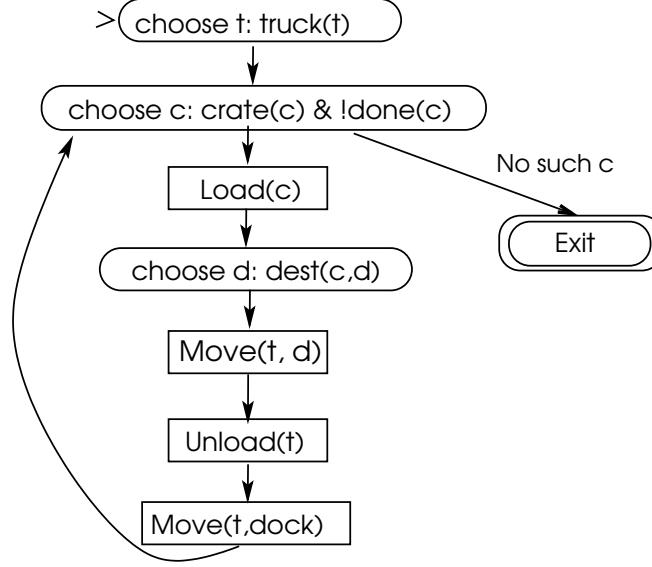 > choose t: truck(t)
choose c: crate(c) & !done(c)
No such c
Load(c)
Exit
choose d: dest(c,d)
Move(t, d)
Unload(t)
Move(t,dock)